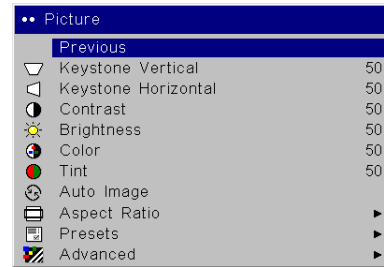 •• Picture
Previous
Keystone Vertical 50
Keystone Horizontal 50
Contrast 50
Brightness 50
Color 50
Tint 50
Auto Image
Aspect Ratio
Presets
Advanced